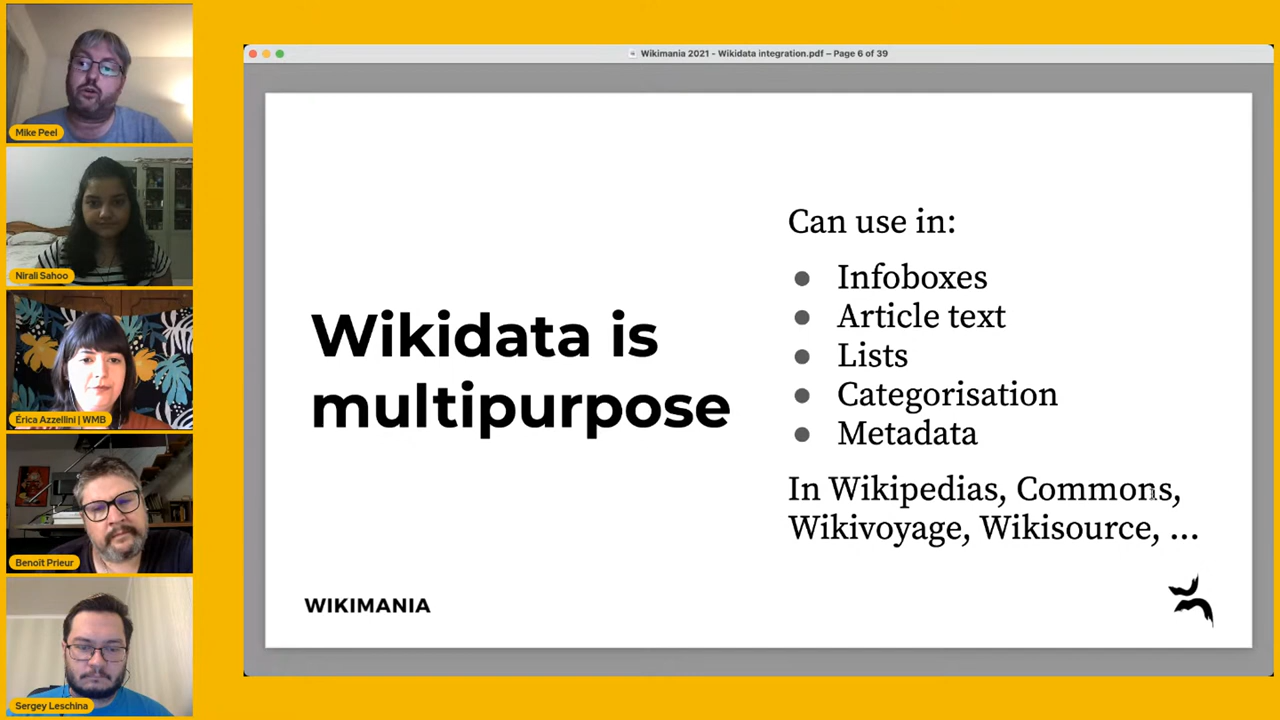 Mike Peel
Nirali Sahoo
Érica Azzellini | WMB
Benoît Prieur
Sergey Leschina
Wikimania 2021 - Wikidata integration.pdf – Page 6 of 39
Wikidata is
multipurpose
Can use in:
● Infoboxes
● Article text
● Lists
● Categorisation
● Metadata
In Wikipedias, Commons,
Wikivoyage, Wikisource, ...
WIKIMANIA